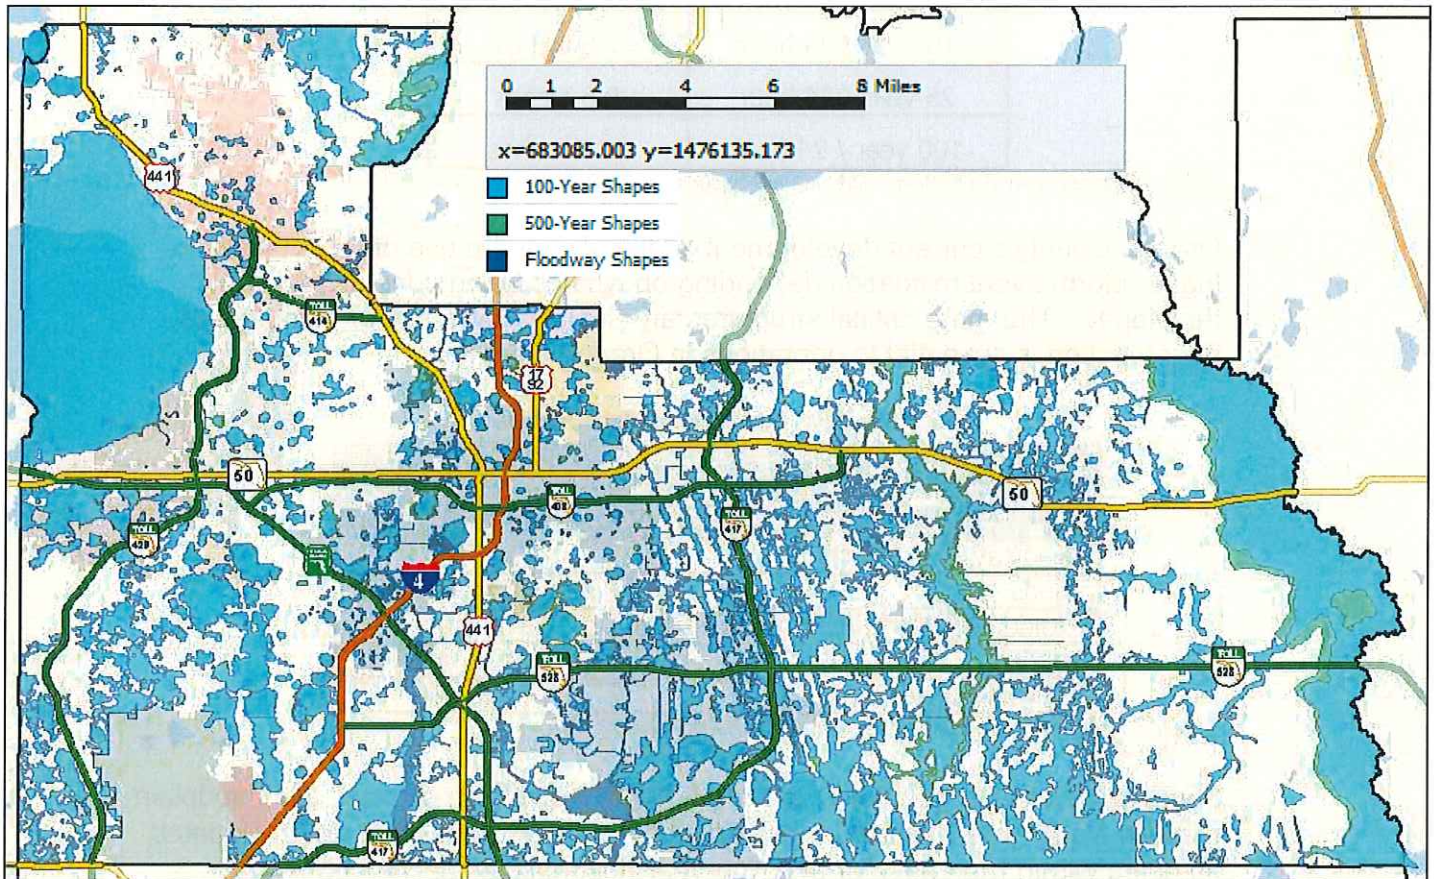 0 1 2 4 6 8 Miles
x=683085.003 y=1476135.173
100-Year Shapes
500-Year Shapes
Floodway Shapes
441
TOLL
414
17
92
50
50
TOLL
408
TOLL
417
TOLL
429
4
441
TOLL
528
TOLL
528
TOLL
417